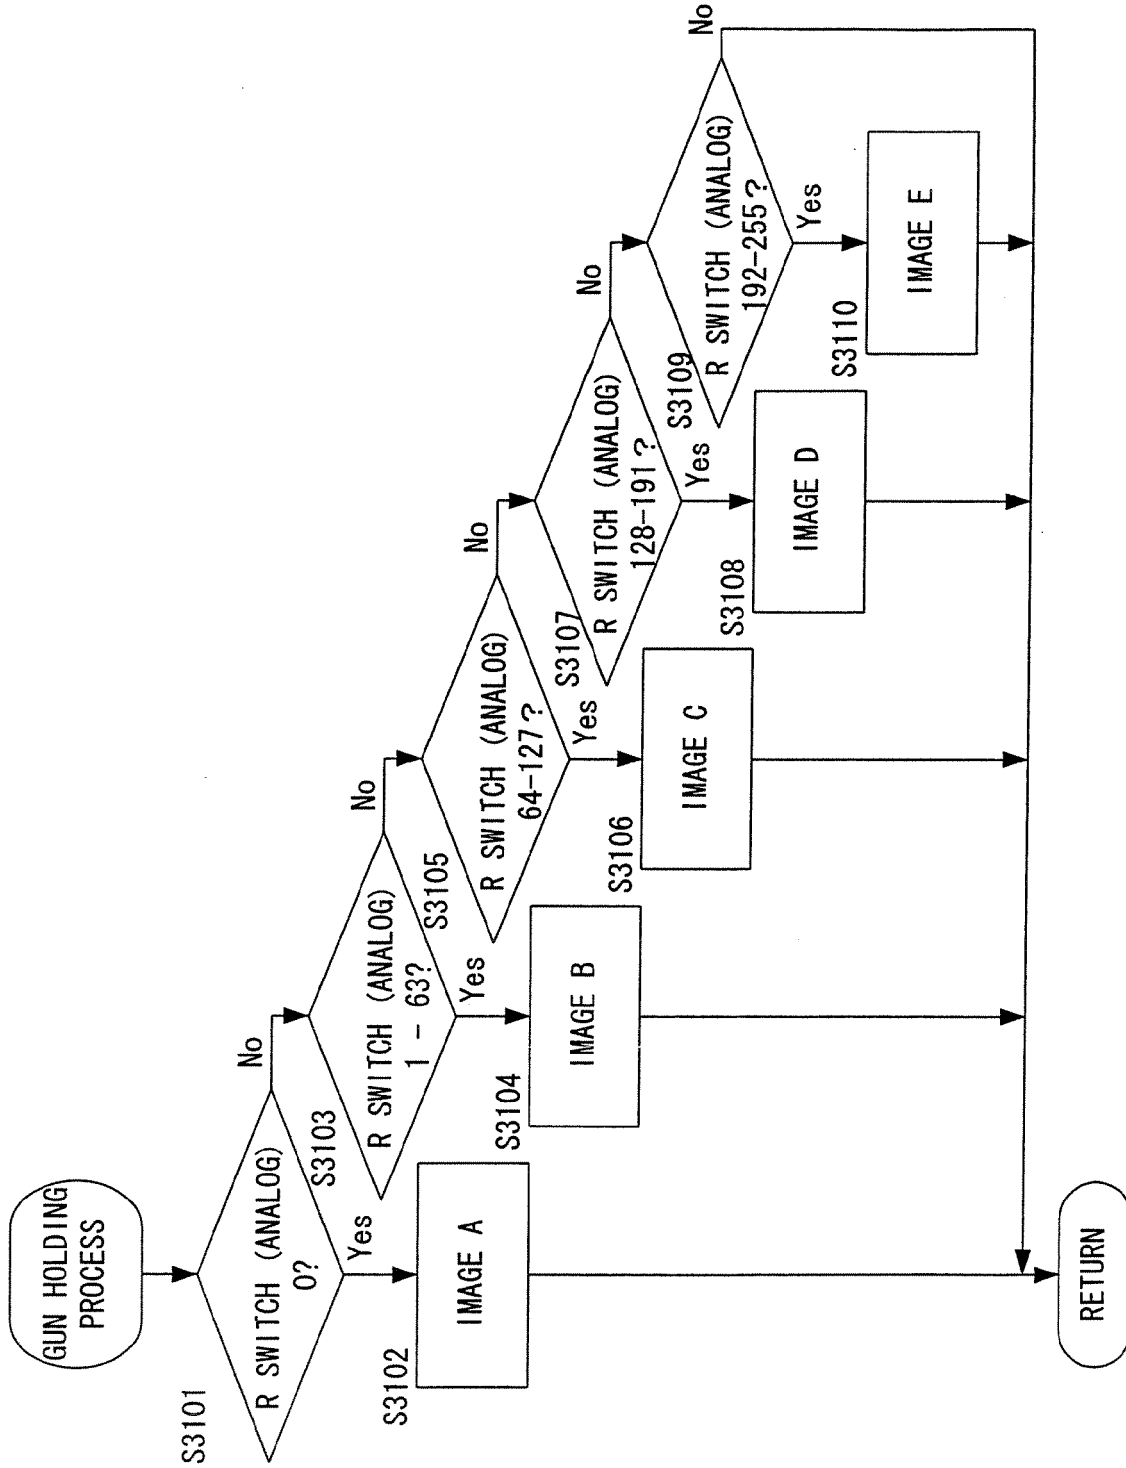 GUN HOLDING
PROCESS
S3101
R SWITCH (ANALOG)
0?
No
Yes
S3102
IMAGE A
S3103
R SWITCH (ANALOG)
1 - 63?
No
Yes
S3104
IMAGE B
S3105
R SWITCH (ANALOG)
64-127?
No
Yes
S3106
IMAGE C
S3107
R SWITCH (ANALOG)
128-191?
No
Yes
S3108
IMAGE D
S3109
R SWITCH (ANALOG)
192-255?
No
Yes
S3110
IMAGE E
RETURN